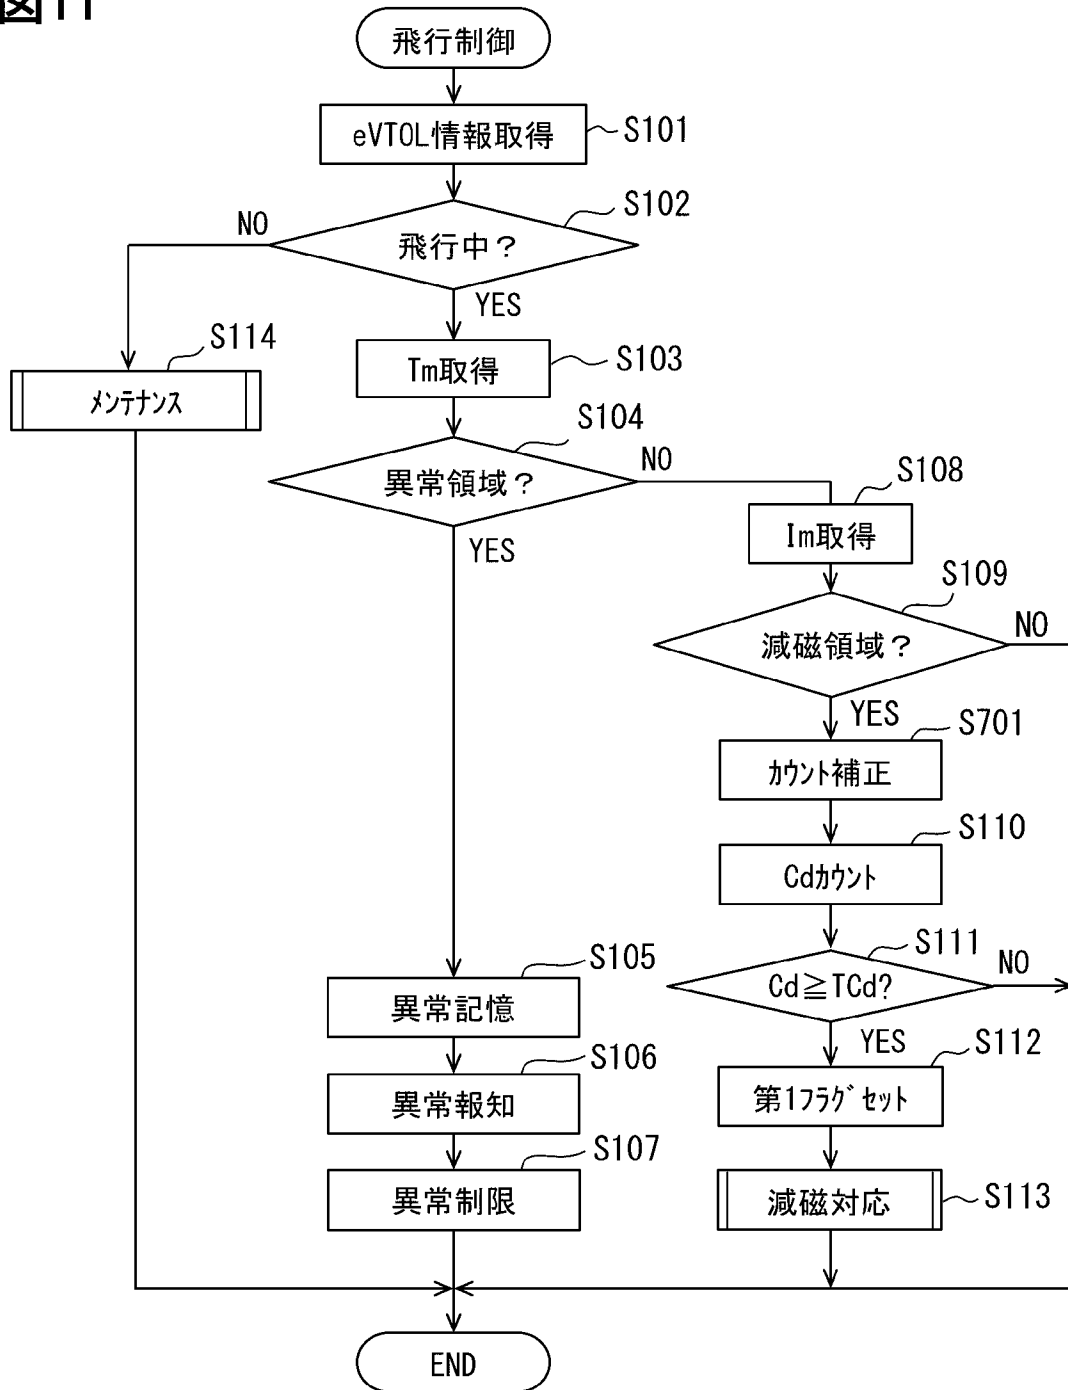 図11
飛行制御
eVTOL情報取得
S101
飛行中？
S102
NO
YES
S114
メンテナンス
Tm取得
S103
異常領域？
S104
NO
YES
S108
Im取得
S109
減磁領域？
NO
YES
S701
カウント補正
S110
Cdカウント
S111
Cd≧TCd?
NO
YES
S105
異常記憶
S112
第1フラグセット
S106
異常報知
S107
異常制限
減磁対応
S113
END